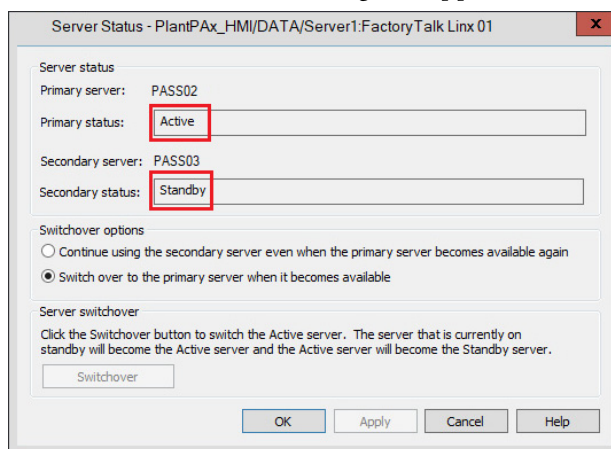 Server Status - PlantPAx_HMI/DATA/Server1:FactoryTalk Linx 01
x
Server status
Primary server: PASS02
Primary status: Active
Secondary server: PASS03
Secondary status: Standby
Switchover options
Continue using the secondary server even when the primary server becomes available again
Switch over to the primary server when it becomes available
Server switchover
Click the Switchover button to switch the Active server. The server that is currently on
standby will become the Active server and the Active server will become the Standby server.
Switchover
OK Apply Cancel Help